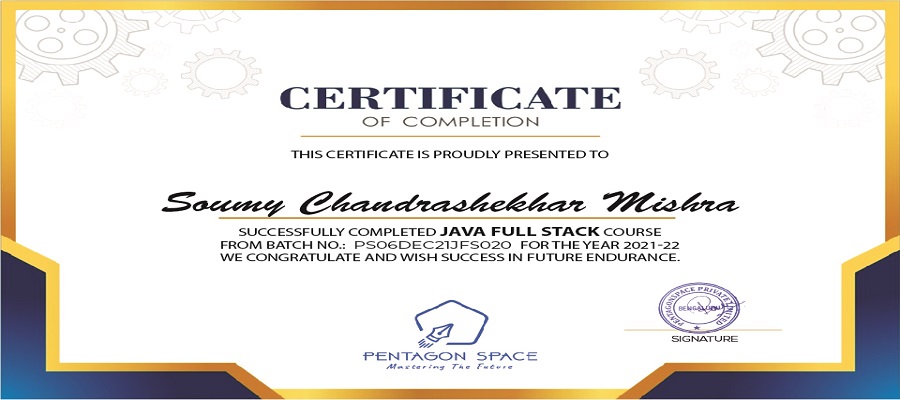 CERTIFICATE
OF COMPLETION
THIS CERTIFICATE IS PROUDLY PRESENTED TO
Soumy Chandrashekhar Mishra
SUCCESSFULLY COMPLETED JAVA FULL STACK COURSE
FROM BATCH NO.: PS06DEC21JFS020 FOR THE YEAR 2021-22
WE CONGRATULATE AND WISH SUCCESS IN FUTURE ENDURANCE.
PENTAGON SPACE
Mastering The Future
PENTAGONSPACE PRIVATE LIMITED
BENGALURU
SIGNATURE